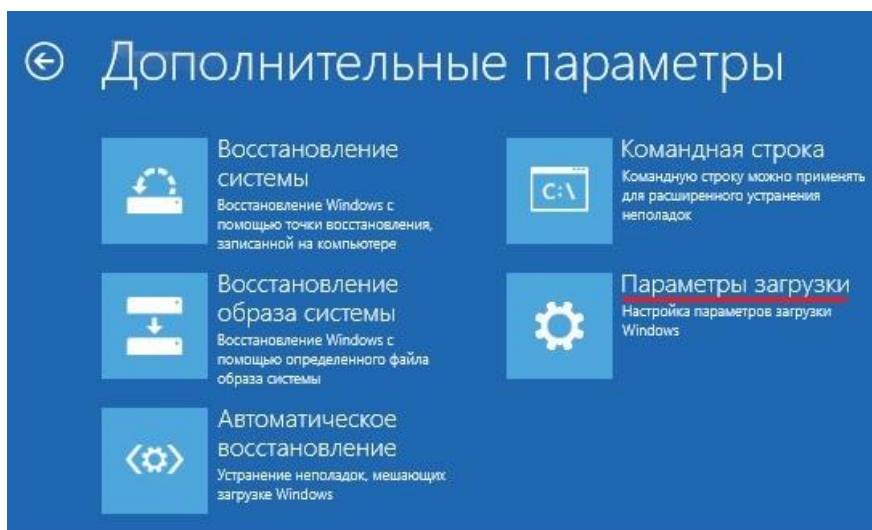 Дополнительные параметры
Восстановление
системы
Восстановление Windows с
помощью точки восстановления,
записанной на компьютере
Восстановление
образа системы
Восстановление Windows с
помощью определенного файла
образа системы
Автоматическое
восстановление
Устранение неполадок, мешающих
загрузке Windows
Командная строка
Командную строку можно применять
для расширенного устранения
неполадок
C:\
Параметры загрузки
Настройка параметров загрузки
Windows